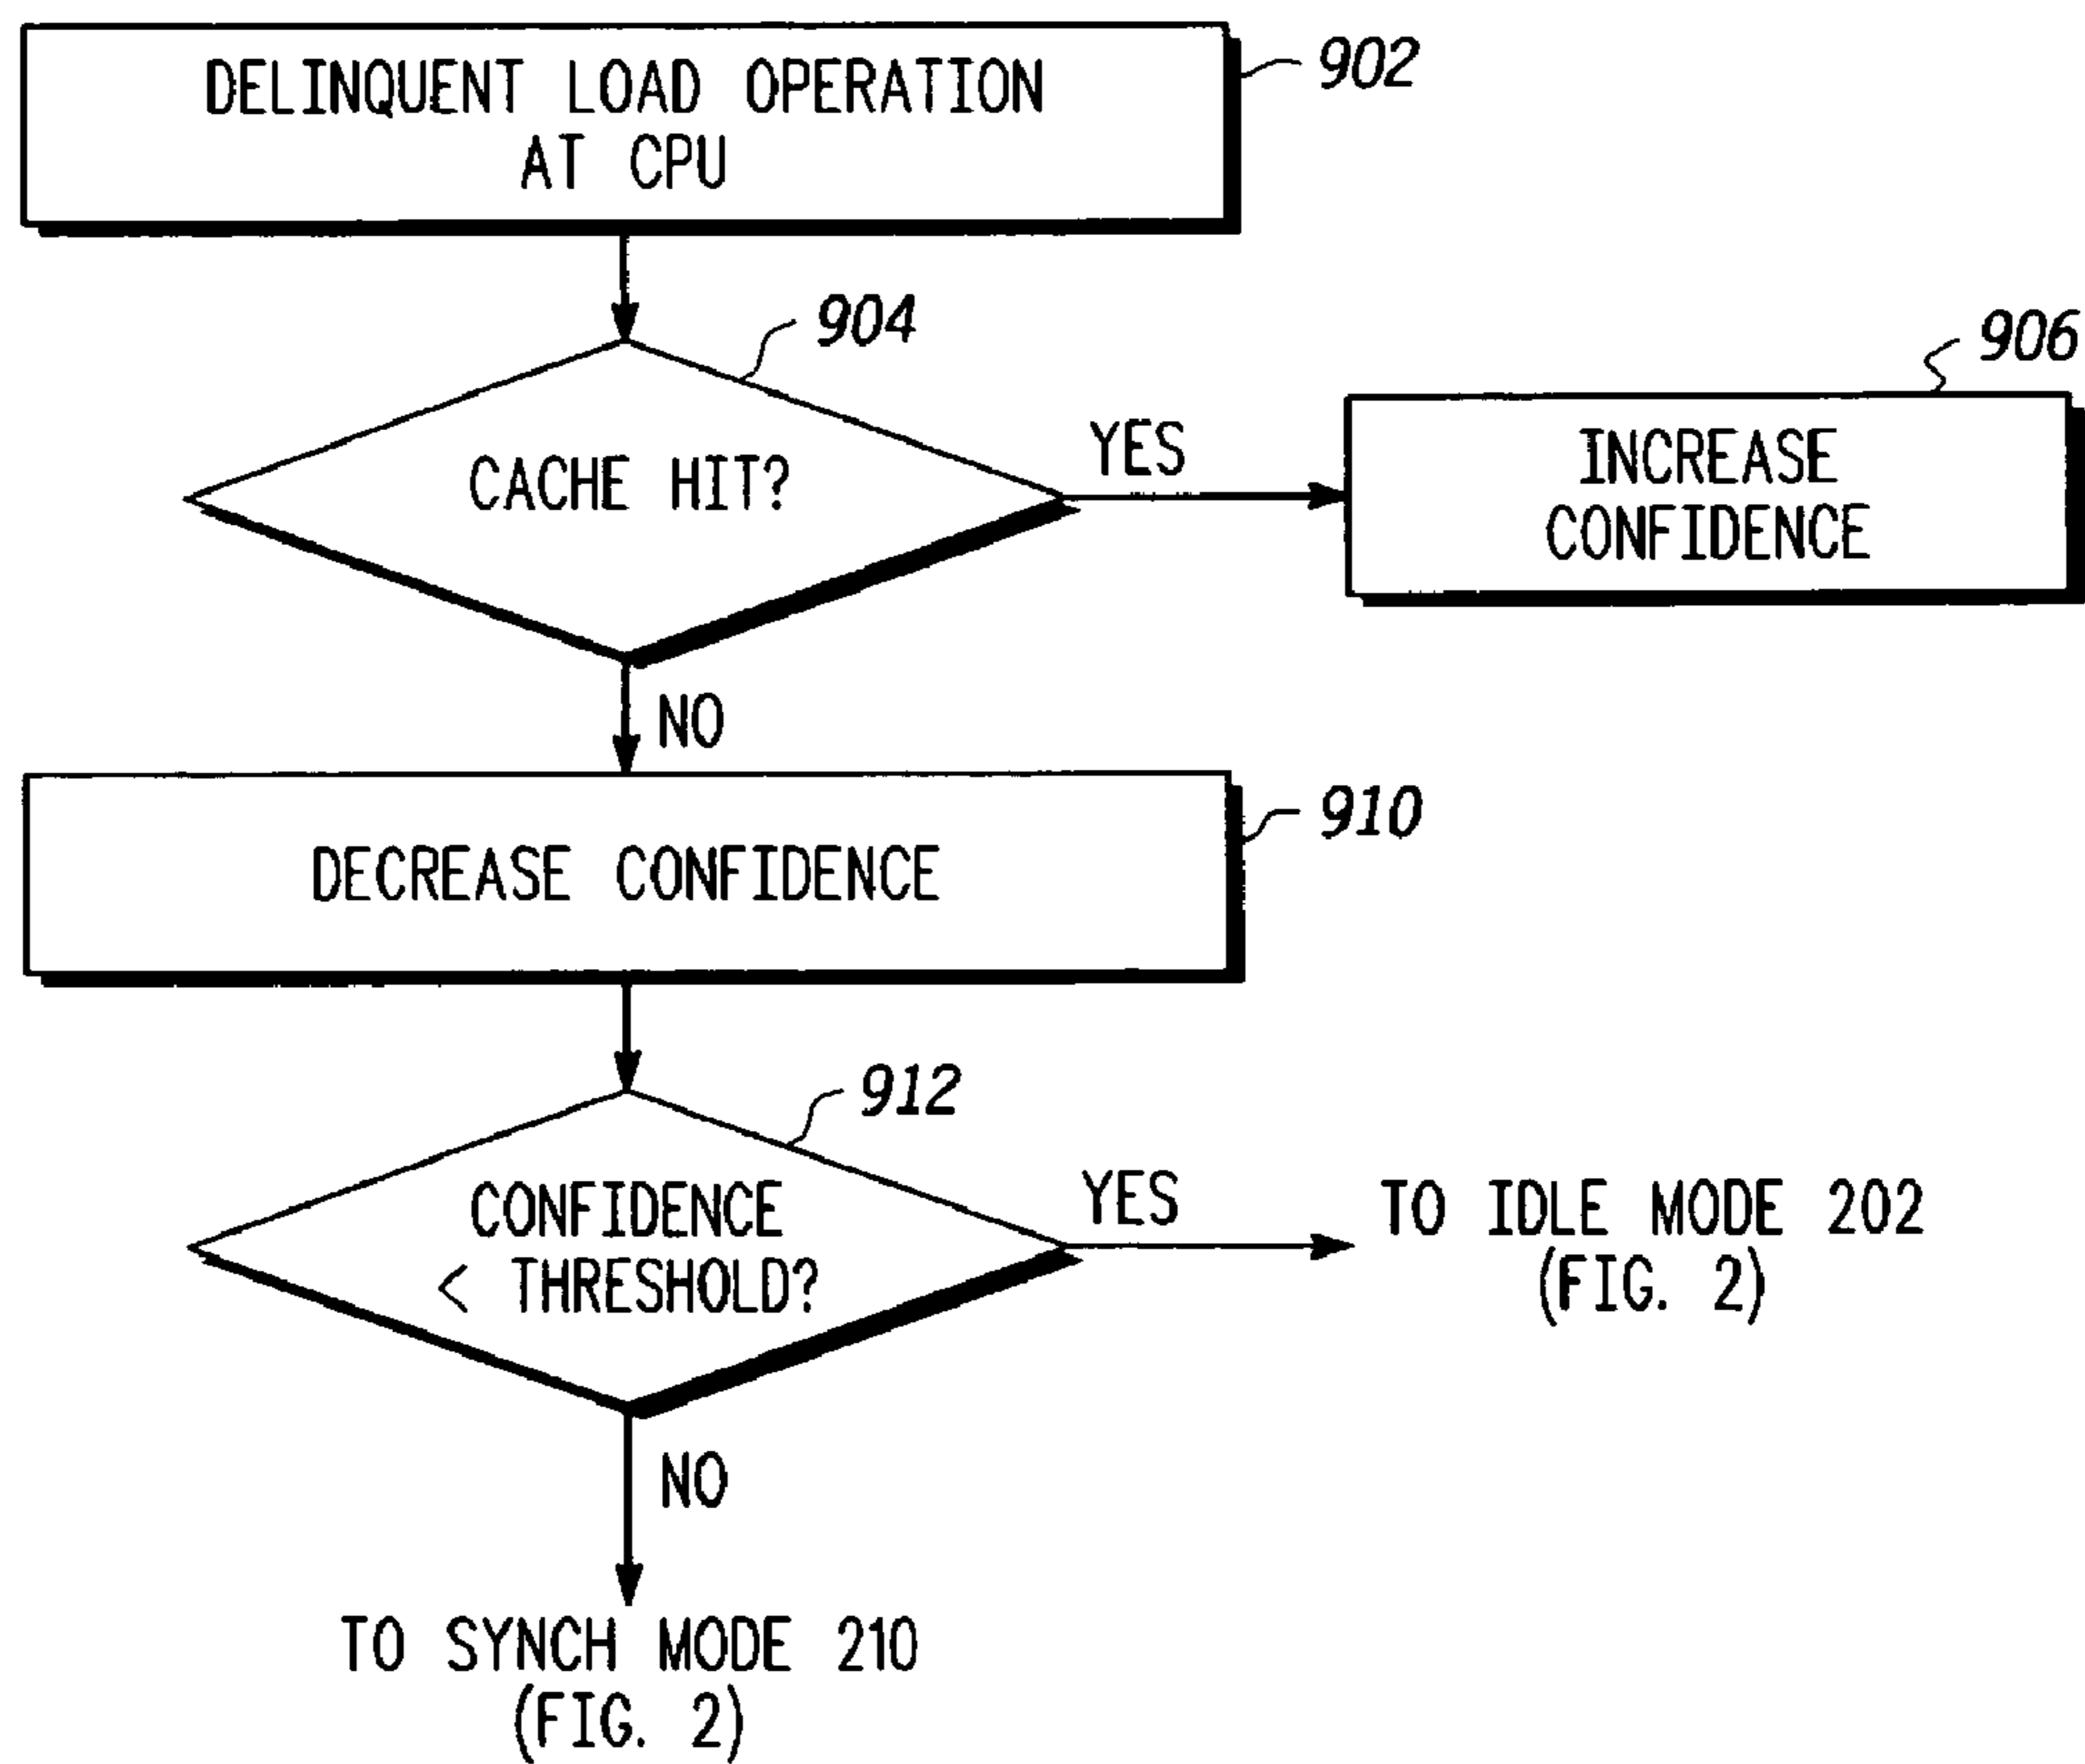 DELINQUENT LOAD OPERATION
AT CPU
902
904
CACHE HIT?
YES
906
INCREASE
CONFIDENCE
NO
910
DECREASE CONFIDENCE
912
CONFIDENCE
< THRESHOLD?
YES
TO IDLE MODE 202
(FIG. 2)
NO
TO SYNCH MODE 210
(FIG. 2)